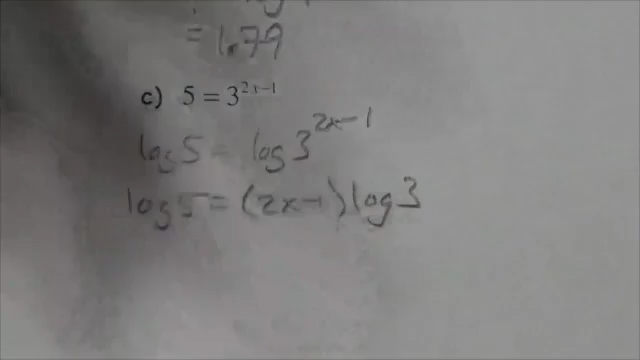 = 1.79
c) 5 = 3^{2x-1}
log 5 = log 3^{2x-1}
log 5 = (2x-1) log 3